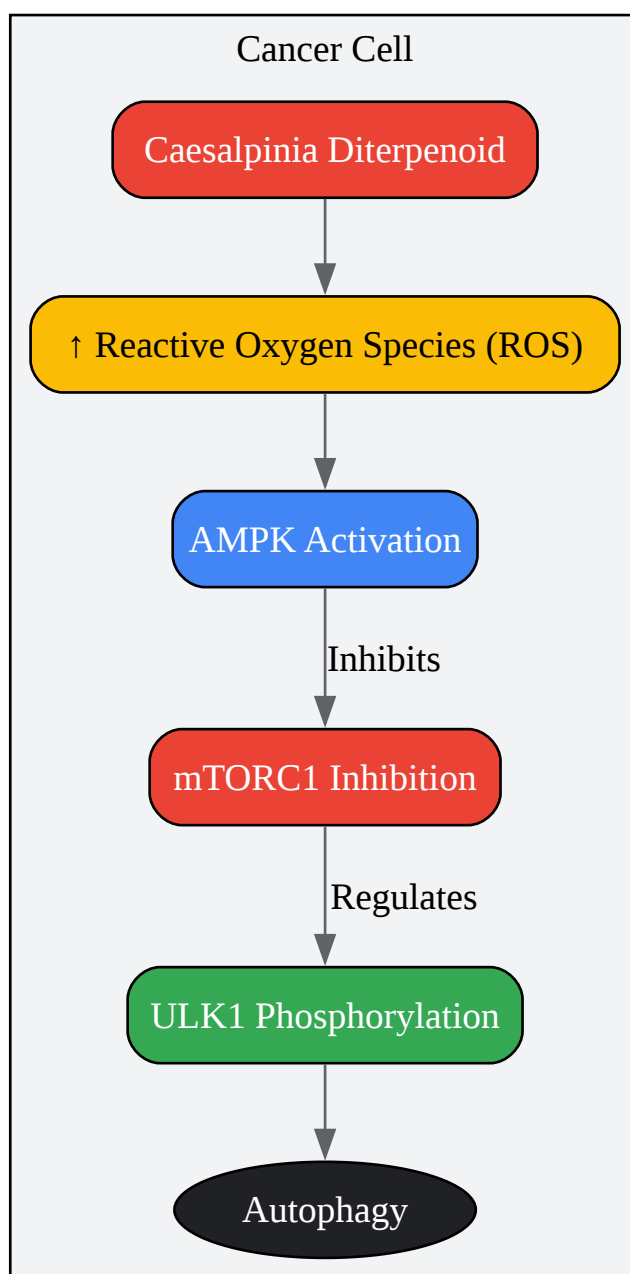 Cancer Cell
Caesalpinia Diterpenoid
↑ Reactive Oxygen Species (ROS)
AMPK Activation
Inhibits
mTORC1 Inhibition
Regulates
ULK1 Phosphorylation
Autophagy